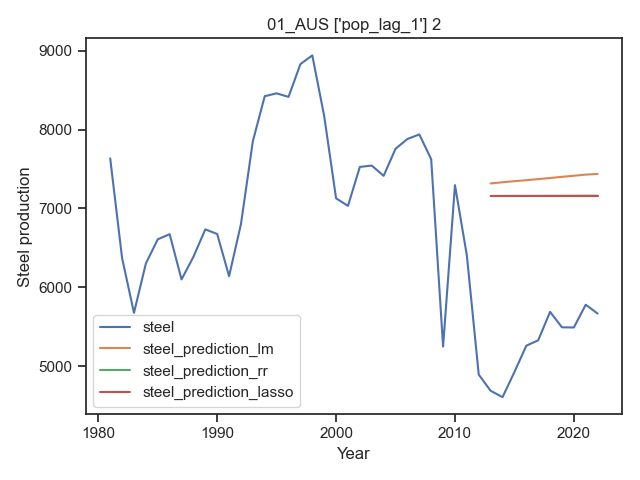 01_AUS ['pop_lag_1'] 2
9000
8000
7000
6000
5000
Steel production
steel
steel_prediction_lm
steel_prediction_rr
steel_prediction_lasso
1980
1990
2000
2010
2020
Year